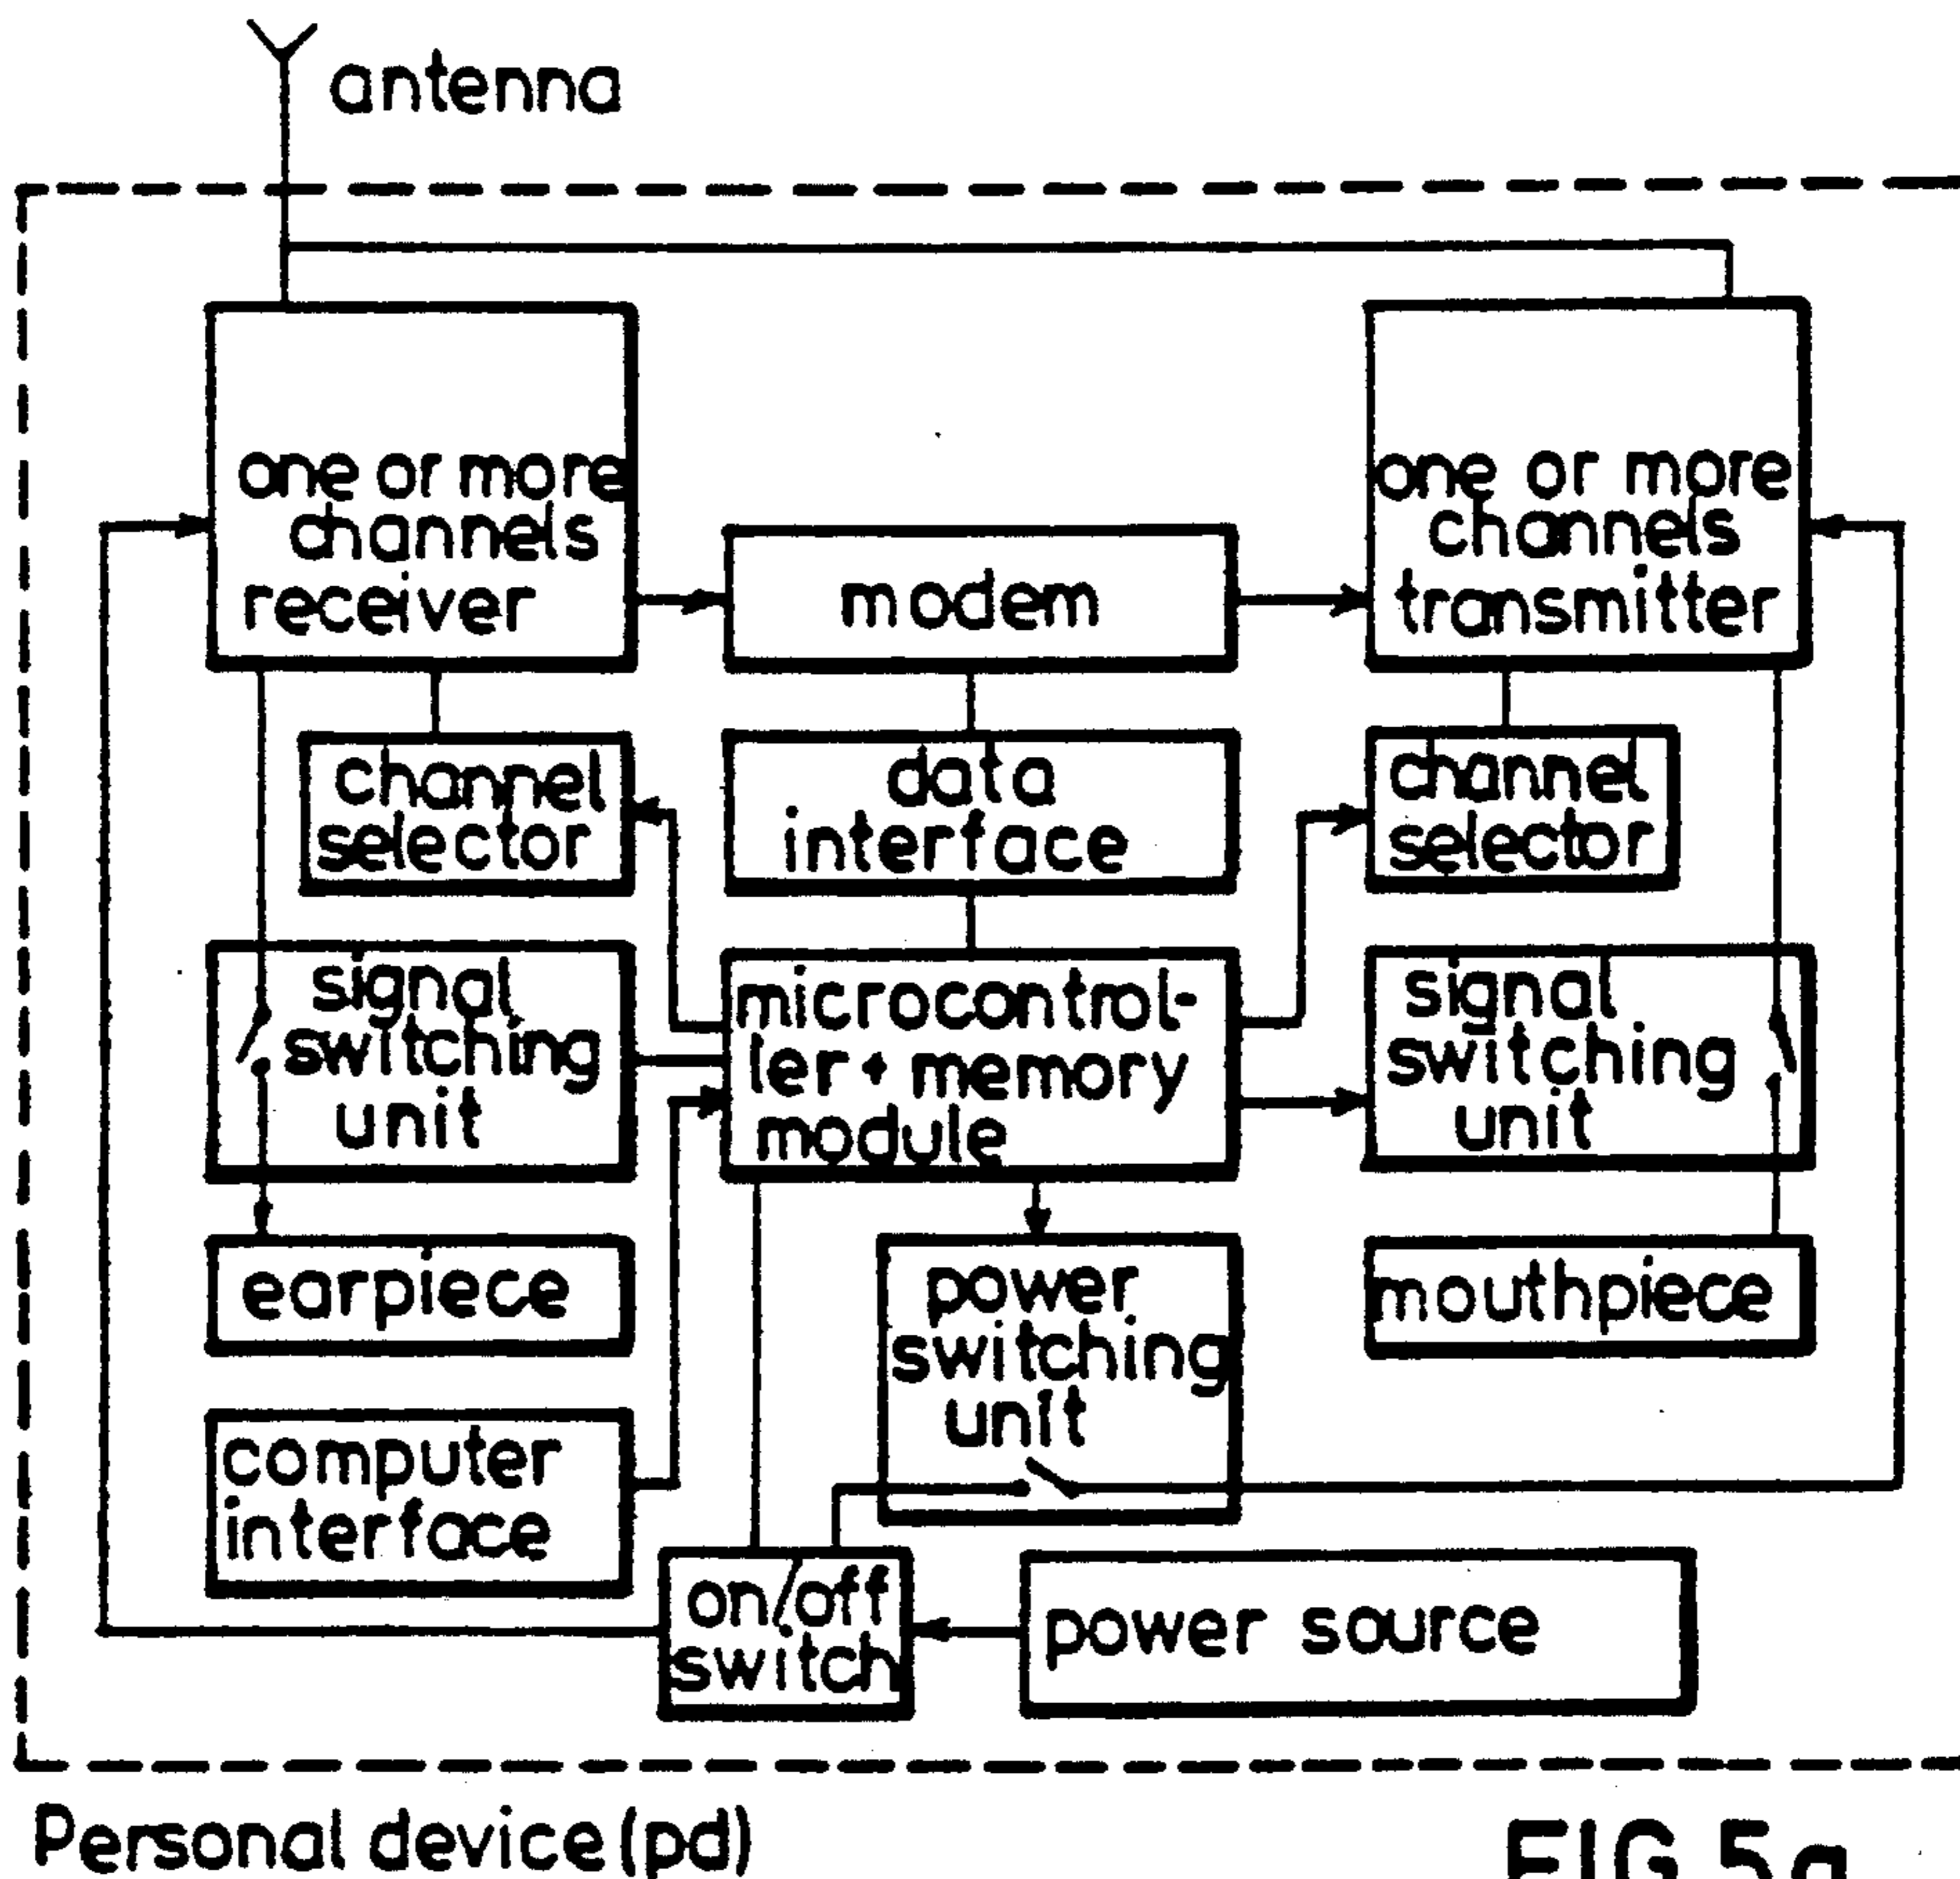 antenna
one or more
channels
receiver
modem
one or more
channels
transmitter
channel
selector
data
interface
channel
selector
signal
switching
unit
microcontrol-
ler + memory
module
signal
switching
unit
earpiece
power
switching
unit
mouthpiece
computer
interface
on/off
switch
power source
Personal device (pd)
FIG.5a